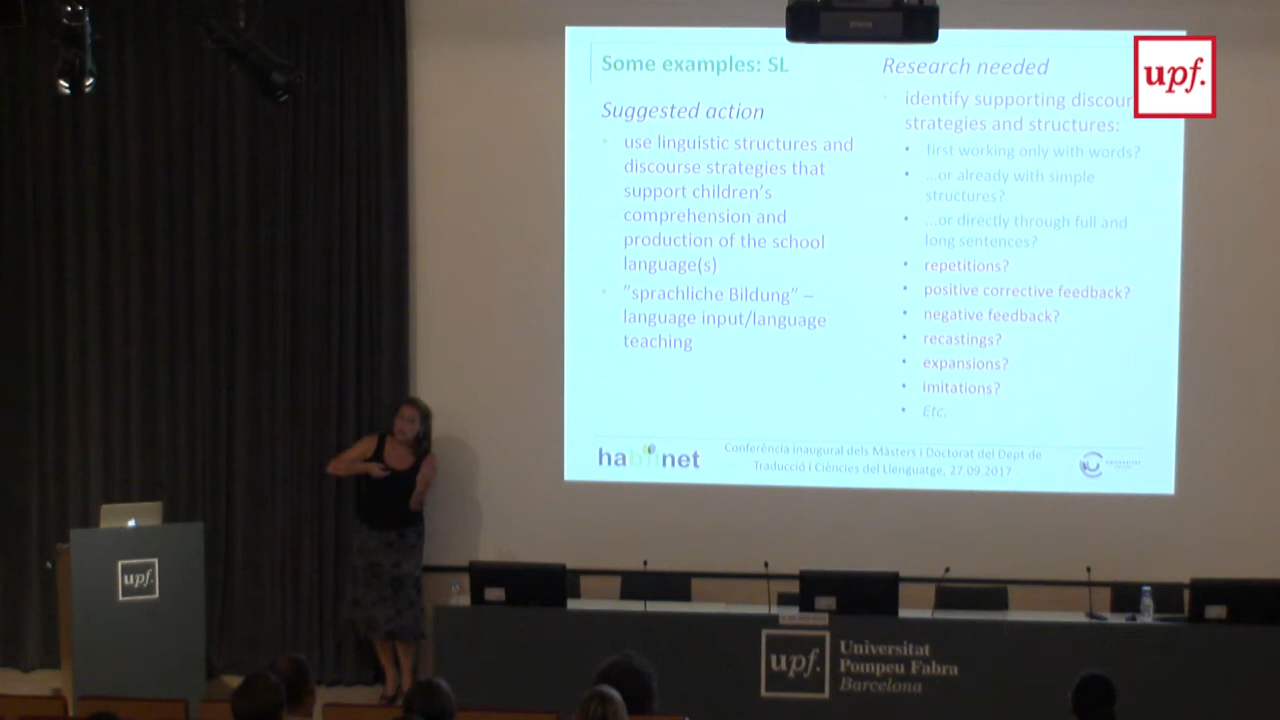 Some examples: SL
Suggested action
use linguistic structures and
discourse strategies that
support children's
comprehension and
production of the school
language(s)
"sprachliche Bildung" –
language input/language
teaching
Research needed
identify supporting discour
strategies and structures:
first working only with words?
...or already with simple
structures?
...or directly through full and
long sentences?
repetitions?
positive corrective feedback?
negative feedback?
recastings?
expansions?
imitations?
Etc.
habilnet
Conferència inaugural dels Màsters i Doctorat del Dept de
Traducció i Ciències del Llenguatge, 27.09.2017
upf.
upf.
upf.
Universitat
Pompeu Fabra
Barcelona